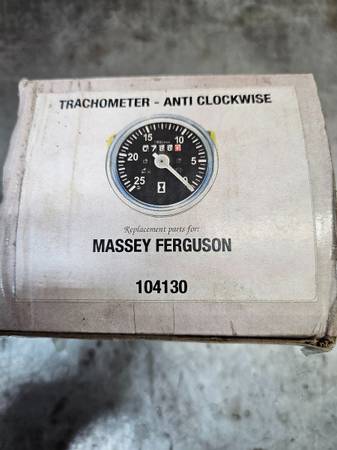 TRACHOMETER - ANTI CLOCKWISE
15
10
20
5
25
0
Replacement parts for:
MASSEY FERGUSON
104130